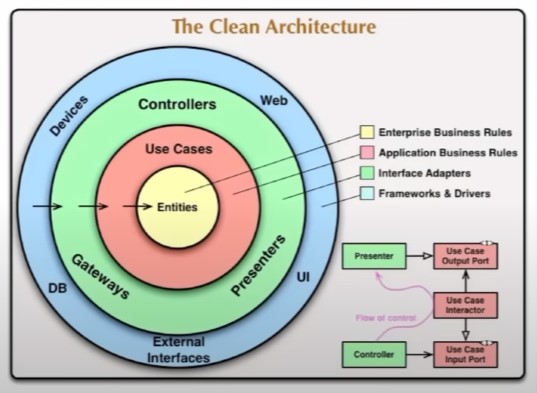 The Clean Architecture
Devices
Web
Controllers
Use Cases
Entities
Gateways
Presenters
DB
UI
External
Interfaces
Enterprise Business Rules
Application Business Rules
Interface Adapters
Frameworks & Drivers
Presenter
Use Case
Output Port
Use Case
Interactor
Flow of control
Controller
Use Case
Input Port